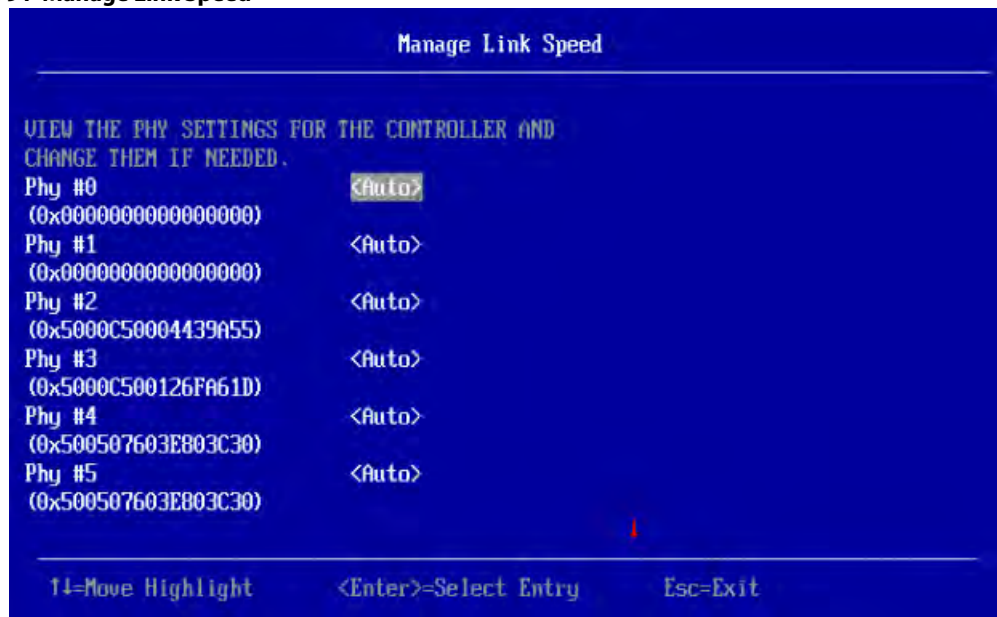 Manage Link Speed
VIEW THE PHY SETTINGS FOR THE CONTROLLER AND
CHANGE THEM IF NEEDED.
Phy #0 <Auto>
(0x0000000000000000)
Phy #1 <Auto>
(0x0000000000000000)
Phy #2 <Auto>
(0x5000C50004439A55)
Phy #3 <Auto>
(0x5000C500126FA61D)
Phy #4 <Auto>
(0x500507603E803C30)
Phy #5 <Auto>
(0x500507603E803C30)
↑↓=Move Highlight <Enter>=Select Entry Esc=Exit